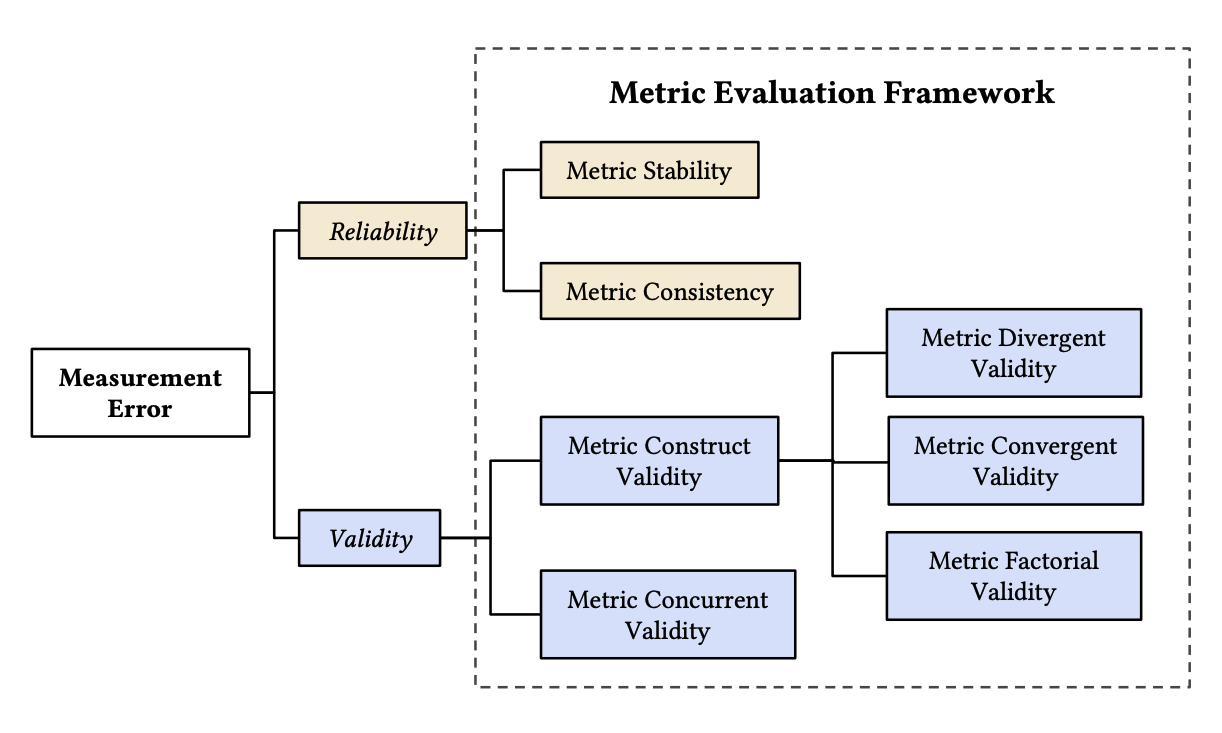 Metric Evaluation Framework
Metric Stability
Reliability
Metric Consistency
Metric Divergent
Validity
Measurement
Error
Metric Construct
Validity
Metric Convergent
Validity
Validity
Metric Factorial
Validity
Metric Concurrent
Validity